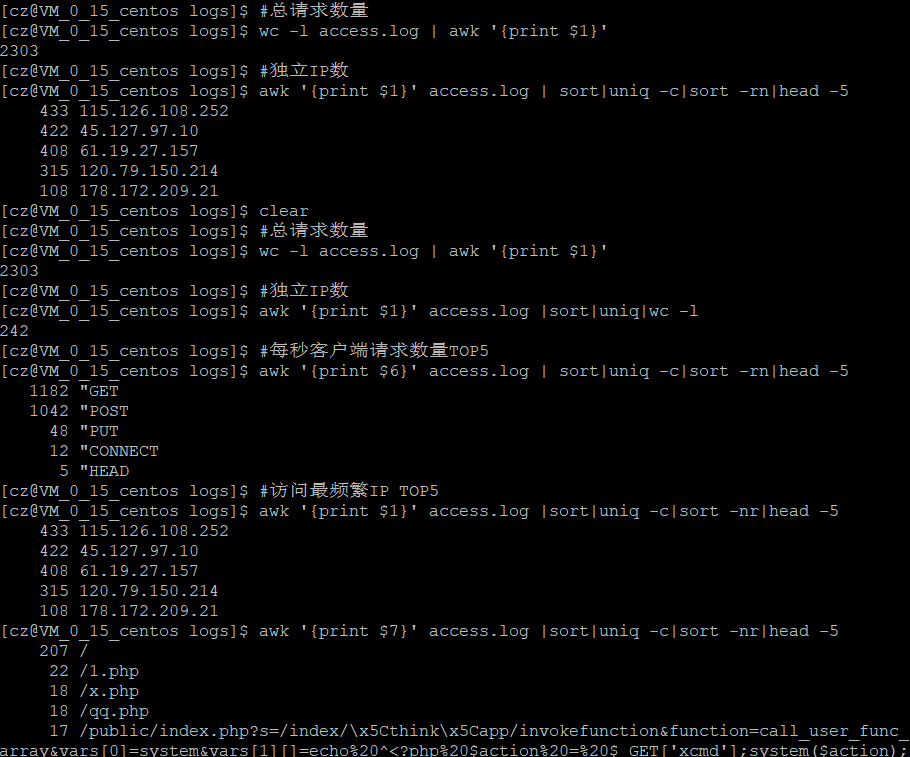 [cz@VM_0_15_centos logs]$ #总请求数量
[cz@VM_0_15_centos logs]$ wc -l access.log | awk '{print $1}'
2303
[cz@VM_0_15_centos logs]$ #独立IP数
[cz@VM_0_15_centos logs]$ awk '{print $1}' access.log | sort|uniq -c|sort -rn|head -5
    433 115.126.108.252
    422 45.127.97.10
    408 61.19.27.157
    315 120.79.150.214
    108 178.172.209.21
[cz@VM_0_15_centos logs]$ clear
[cz@VM_0_15_centos logs]$ #总请求数量
[cz@VM_0_15_centos logs]$ wc -l access.log | awk '{print $1}'
2303
[cz@VM_0_15_centos logs]$ #独立IP数
[cz@VM_0_15_centos logs]$ awk '{print $1}' access.log |sort|uniq|wc -l
242
[cz@VM_0_15_centos logs]$ #每秒客户端请求数量TOP5
[cz@VM_0_15_centos logs]$ awk '{print $6}' access.log | sort|uniq -c|sort -rn|head -5
   1182 "GET
   1042 "POST
     48 "PUT
     12 "CONNECT
      5 "HEAD
[cz@VM_0_15_centos logs]$ #访问最频繁IP TOP5
[cz@VM_0_15_centos logs]$ awk '{print $1}' access.log |sort|uniq -c|sort -nr|head -5
    433 115.126.108.252
    422 45.127.97.10
    408 61.19.27.157
    315 120.79.150.214
    108 178.172.209.21
[cz@VM_0_15_centos logs]$ awk '{print $7}' access.log |sort|uniq -c|sort -nr|head -5
    207 /
     22 /1.php
     18 /x.php
     18 /qq.php
     17 /public/index.php?s=/index/\x5Cthink\x5Capp/invokefunction&function=call_user_func_
array&vars[0]=system&vars[1][]=echo%20^<?php%20$action%20=%20$_GET['xcmd'];system($action);